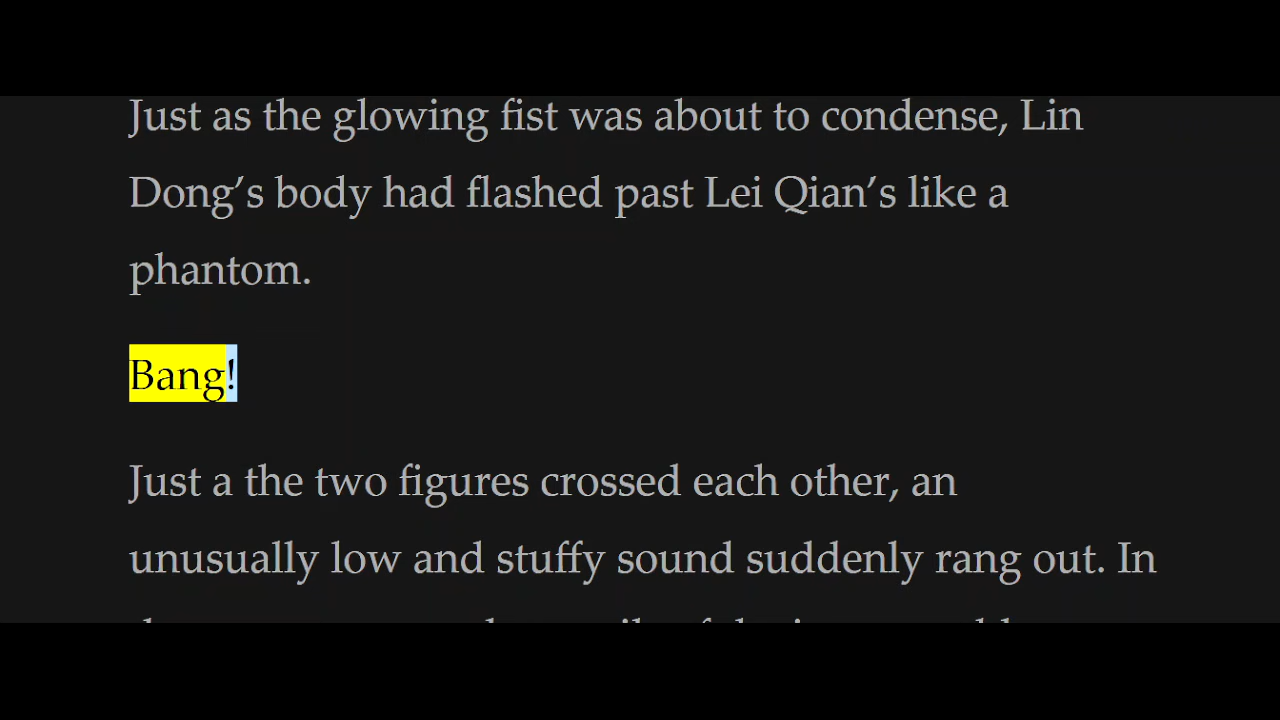 Just as the glowing fist was about to condense, Lin
Dong’s body had flashed past Lei Qian’s like a
phantom.
Bang!
Just a the two figures crossed each other, an
unusually low and stuffy sound suddenly rang out. In